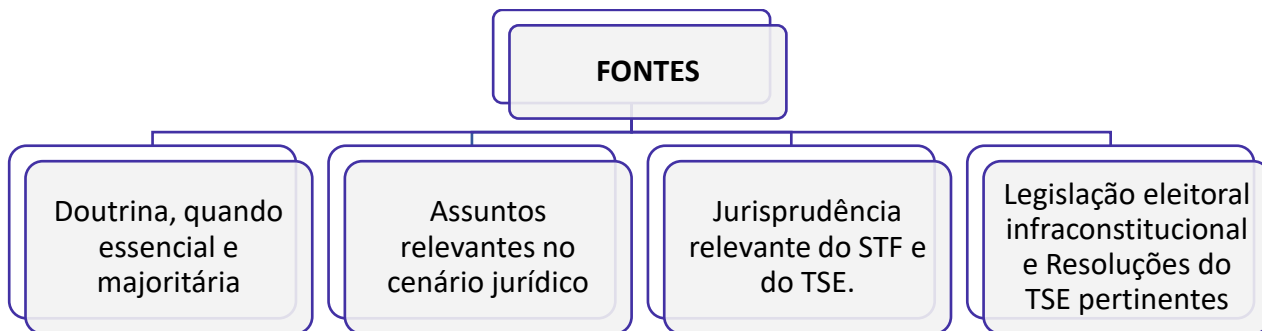 FONTES
Doutrina, quando
essencial e
majoritária
Assuntos
relevantes no
cenário jurídico
Jurisprudência
relevante do STF e
do TSE.
Legislação eleitoral
infraconstitucional
e Resoluções do
TSE pertinentes